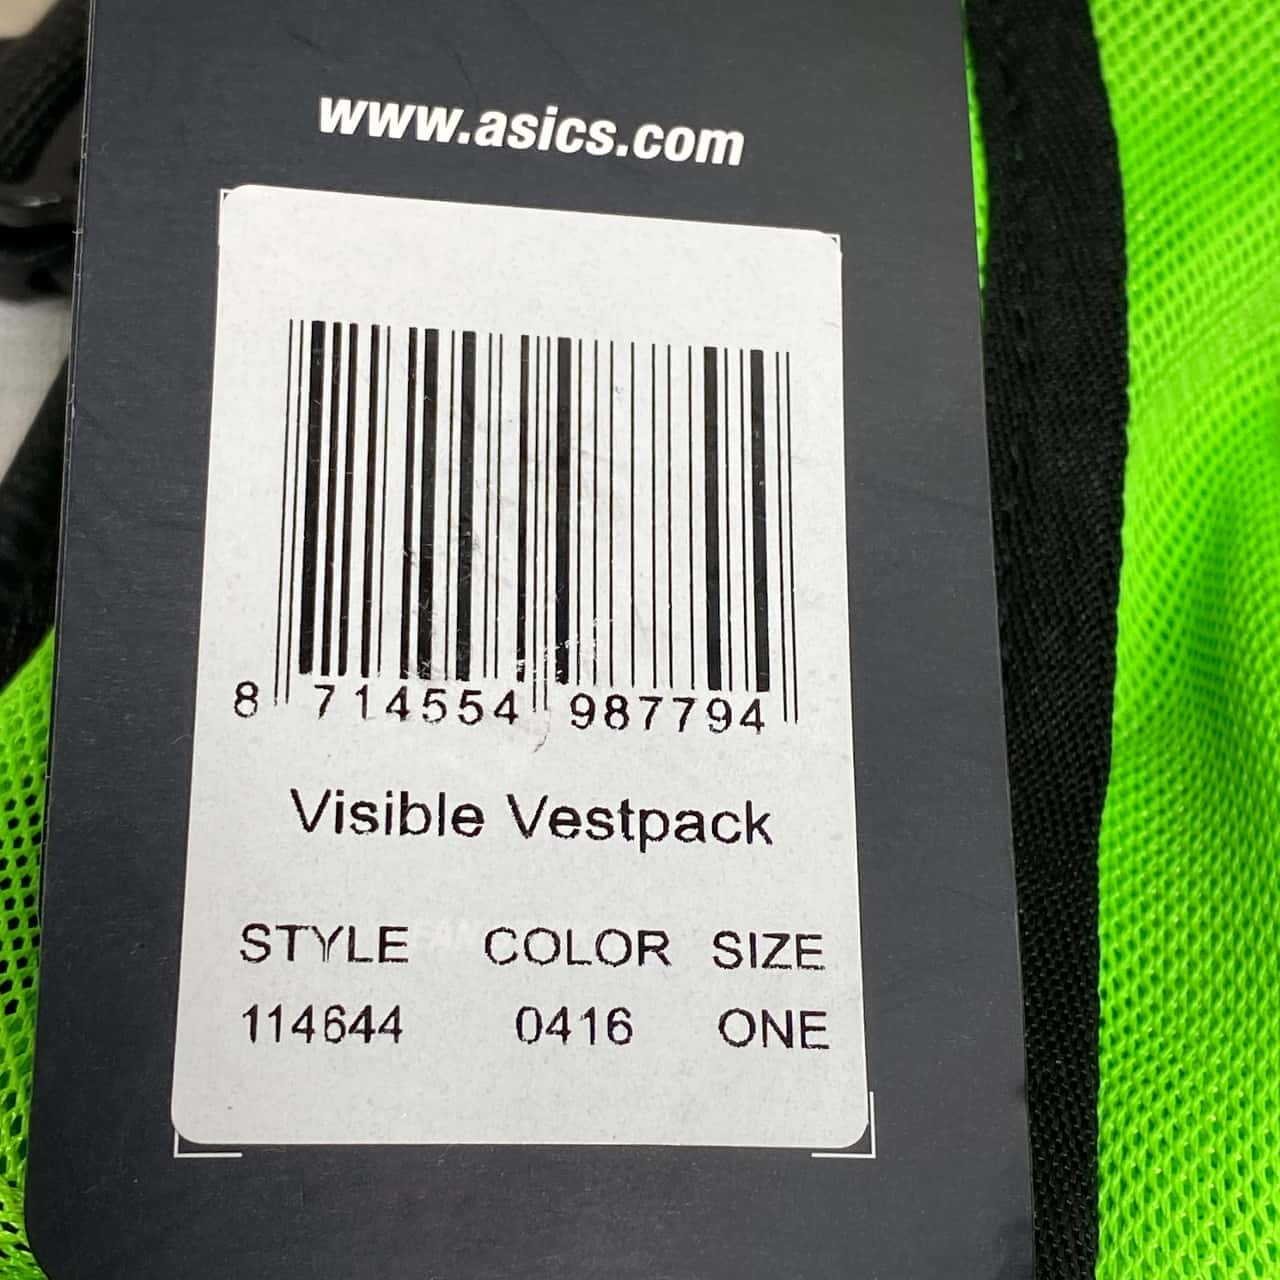 www.asics.com
8 714554 987794
Visible Vestpack
STYLE COLOR SIZE
114644 0416 ONE